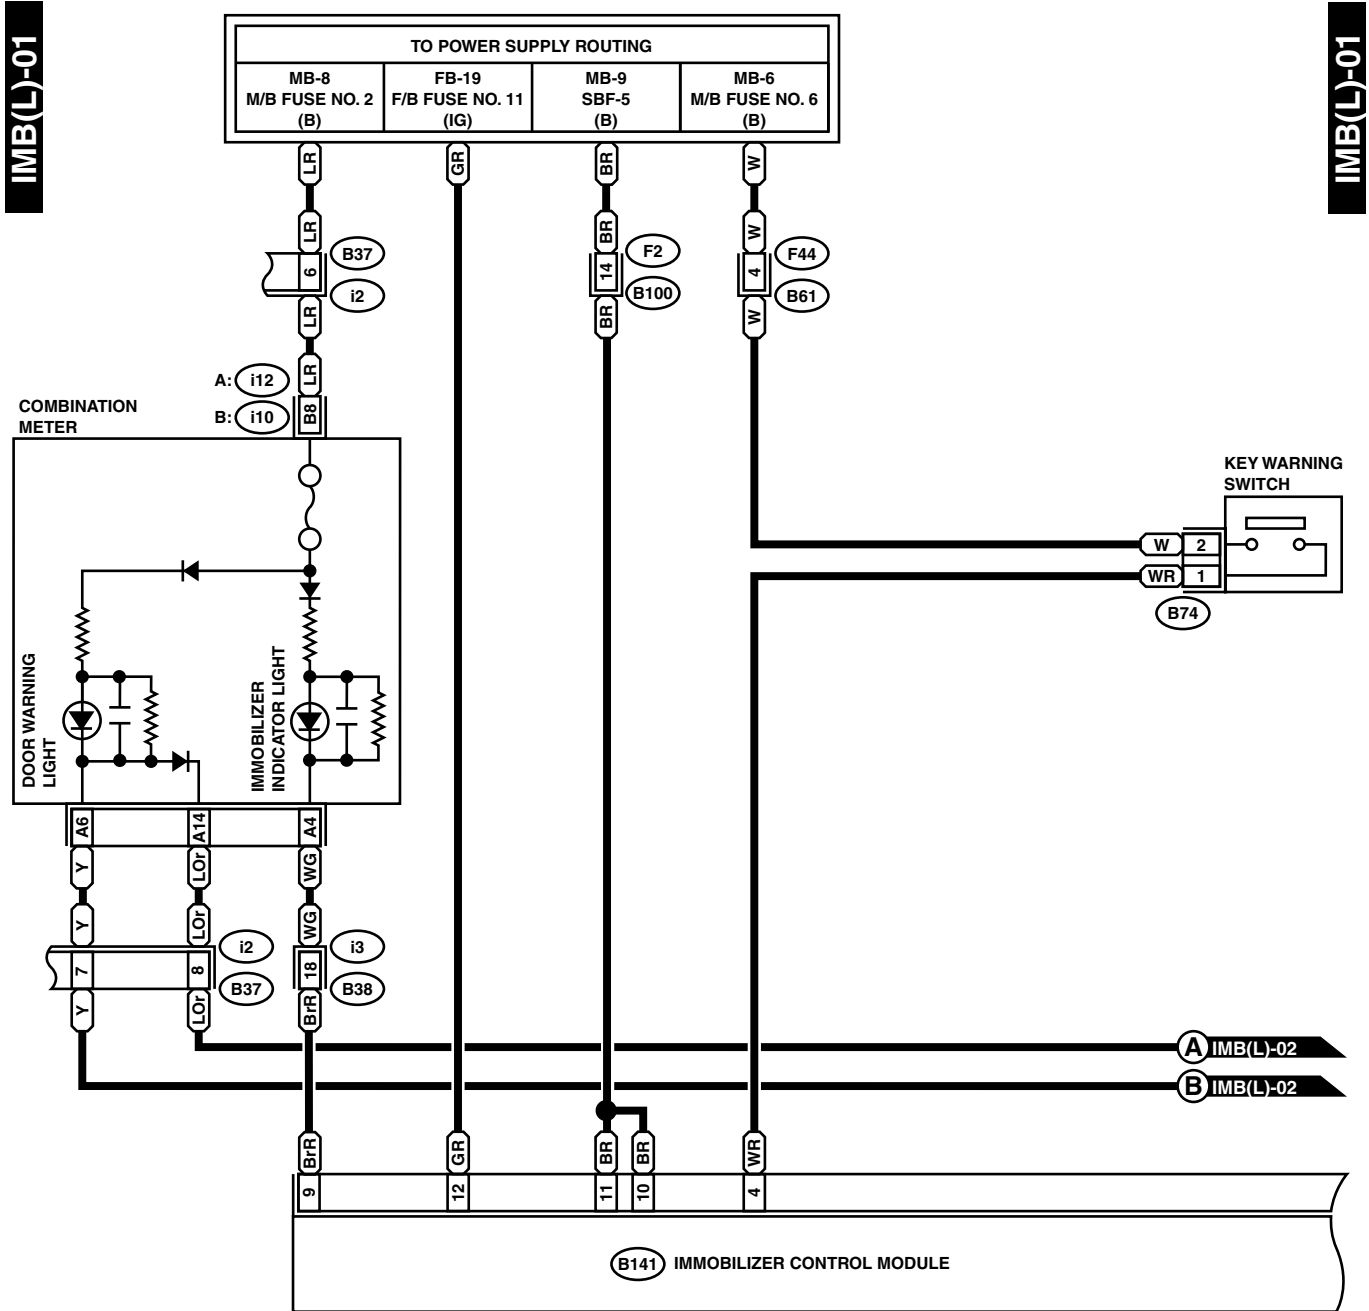 IMB(L)-01
IMB(L)-01
TO POWER SUPPLY ROUTING
MB-8
M/B FUSE NO. 2
(B)
FB-19
F/B FUSE NO. 11
(IG)
MB-9
SBF-5
(B)
MB-6
M/B FUSE NO. 6
(B)
LR
GR
BR
W
LR
BR
W
6
B37
i2
14
F2
B100
4
F44
B61
LR
BR
W
LR
A: i12
B: i10
B8
COMBINATION
METER
KEY WARNING
SWITCH
W
2
WR
1
B74
DOOR WARNING
LIGHT
IMMOBILIZER
INDICATOR LIGHT
A6
A14
A4
Y
LOr
WG
Y
LOr
WG
7
8
i2
B37
18
i3
B38
Y
LOr
BrR
A IMB(L)-02
B IMB(L)-02
BrR
GR
BR
BR
WR
9
12
11
10
4
B141 IMMOBILIZER CONTROL MODULE